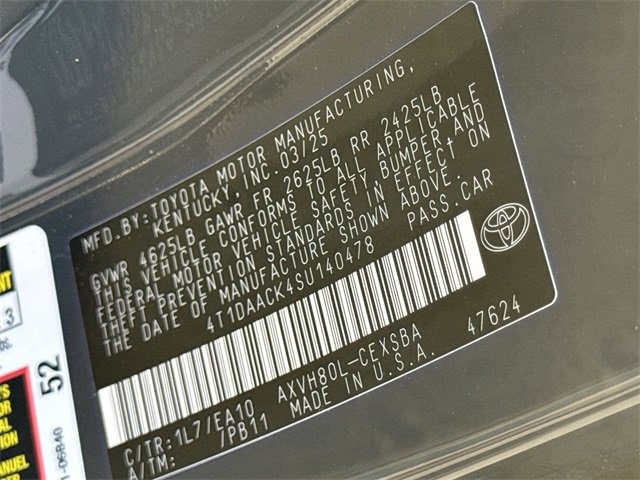 MFD.BY:TOYOTA MOTOR MANUFACTURING,
KENTUCKY, INC. 03/25
GVWR 4625LB GAWR FR 2625LB RR 2425LB
THIS VEHICLE CONFORMS TO ALL APPLICABLE
FEDERAL MOTOR VEHICLE SAFETY BUMPER AND
THEFT PREVENTION STANDARDS IN EFFECT ON
THE DATE OF MANUFACTURE SHOWN ABOVE.
4T1DAACK4SU140478 PASS.CAR
C/TR:1L7/EA10 AXVH80L-CEXSBA 47624
A/TM: /PB11 MADE IN U.S.A.
3
52